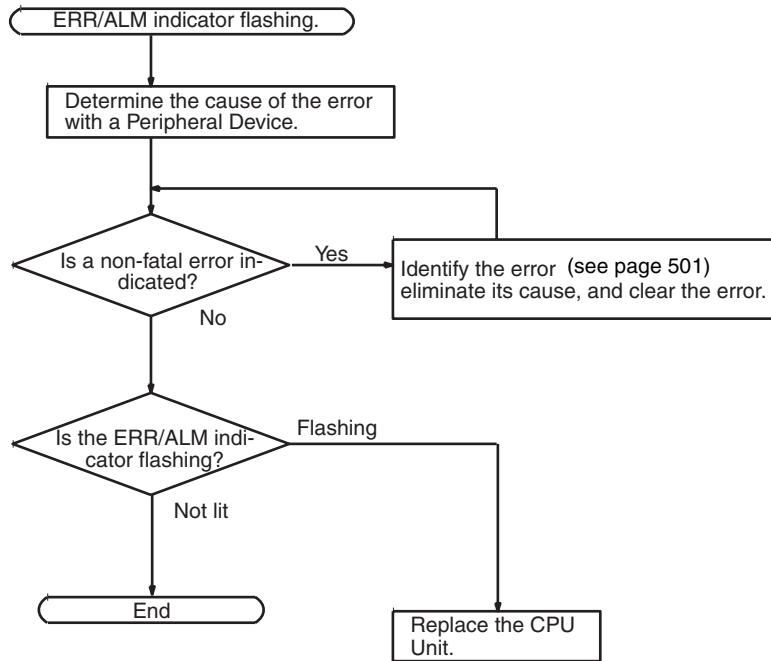 ERR/ALM indicator flashing.
Determine the cause of the error
with a Peripheral Device.
Is a non-fatal error in-
dicated?
Yes
Identify the error (see page 501)
eliminate its cause, and clear the error.
No
Is the ERR/ALM indi-
cator flashing?
Flashing
Not lit
End
Replace the CPU
Unit.